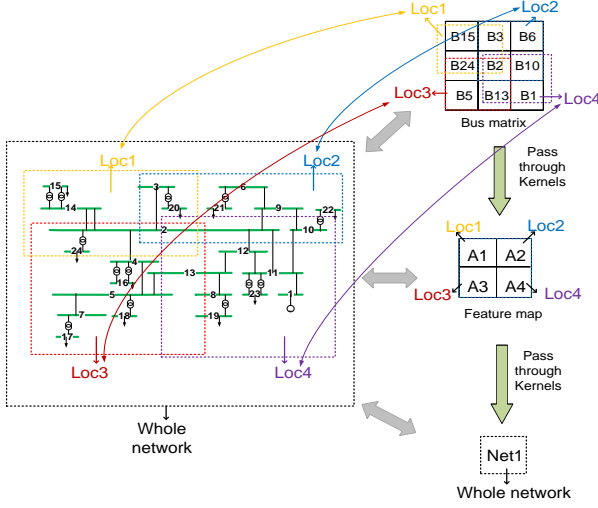 Loc1
Loc2
B15 B3 B6
B24 B2 B10
Loc3
B5 B13 B1
Loc4
Bus matrix
Pass
through
Kernels
Loc1
Loc2
15
3
6
14
20
21
9
22
2
10
24
4
12
16
13
11
5
8
23
1
7
18
19
17
Loc3
Loc4
Whole
network
Loc1
Loc2
A1 A2
A3 A4
Loc3
Loc4
Feature map
Pass
through
Kernels
Net1
Whole network